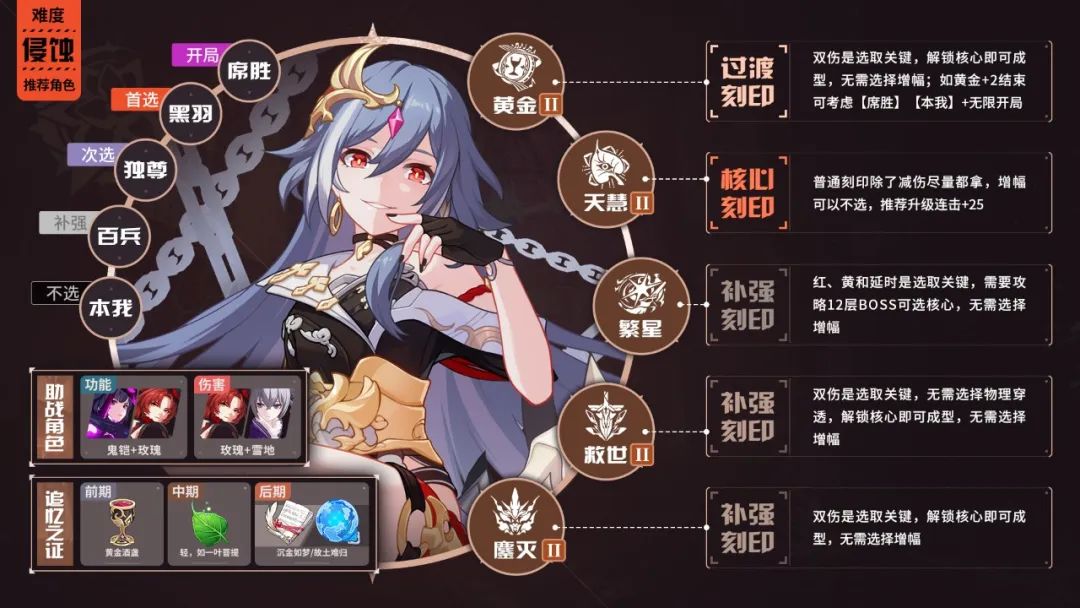 难度
侵蚀
推荐角色
开局
席胜
首选
黑羽
次选
独尊
补强
百兵
不选
本我
助战角色
功能
鬼铠+玫瑰
伤害
玫瑰+雪地
追忆之证
前期
黄金酒盏
中期
轻，如一叶菩提
后期
沉金如梦/故土难归
黄金 II
过渡
刻印
双伤是选取关键，解锁核心即可成
型，无需选择增幅；如黄金+2结束
可考虑【席胜】【本我】+无限开局
天慧 II
核心
刻印
普通刻印除了减伤尽量都拿，增幅
可以不选，推荐升级连击+25
繁星
补强
刻印
红、黄和延时是选取关键，需要攻
略12层BOSS可选核心，无需选择
增幅
救世 II
补强
刻印
双伤是选取关键，无需选择物理穿
透，解锁核心即可成型，无需选择
增幅
鏖灭 II
补强
刻印
双伤是选取关键，解锁核心即可成
型，无需选择增幅